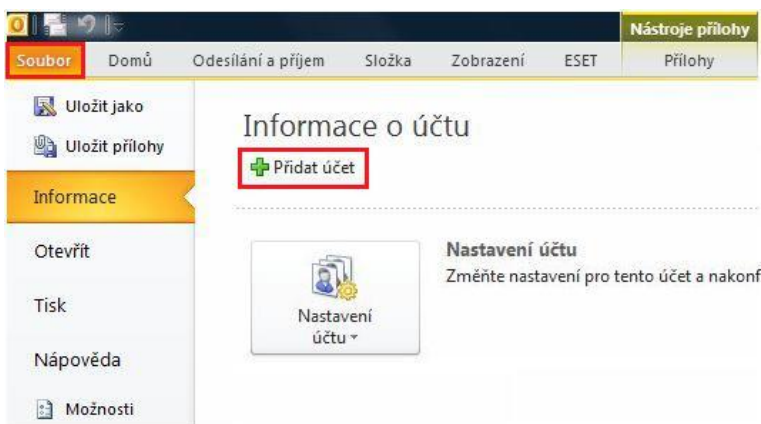 Nástroje přílohy
Soubor Domů Odesílání a příjem Složka Zobrazení ESET Přílohy
Uložit jako
Uložit přílohy
Informace
Otevřít
Tisk
Nápověda
Možnosti
Informace o účtu
Přidat účet
Nastavení účtu
Nastavení účtu
Změňte nastavení pro tento účet a nakonf